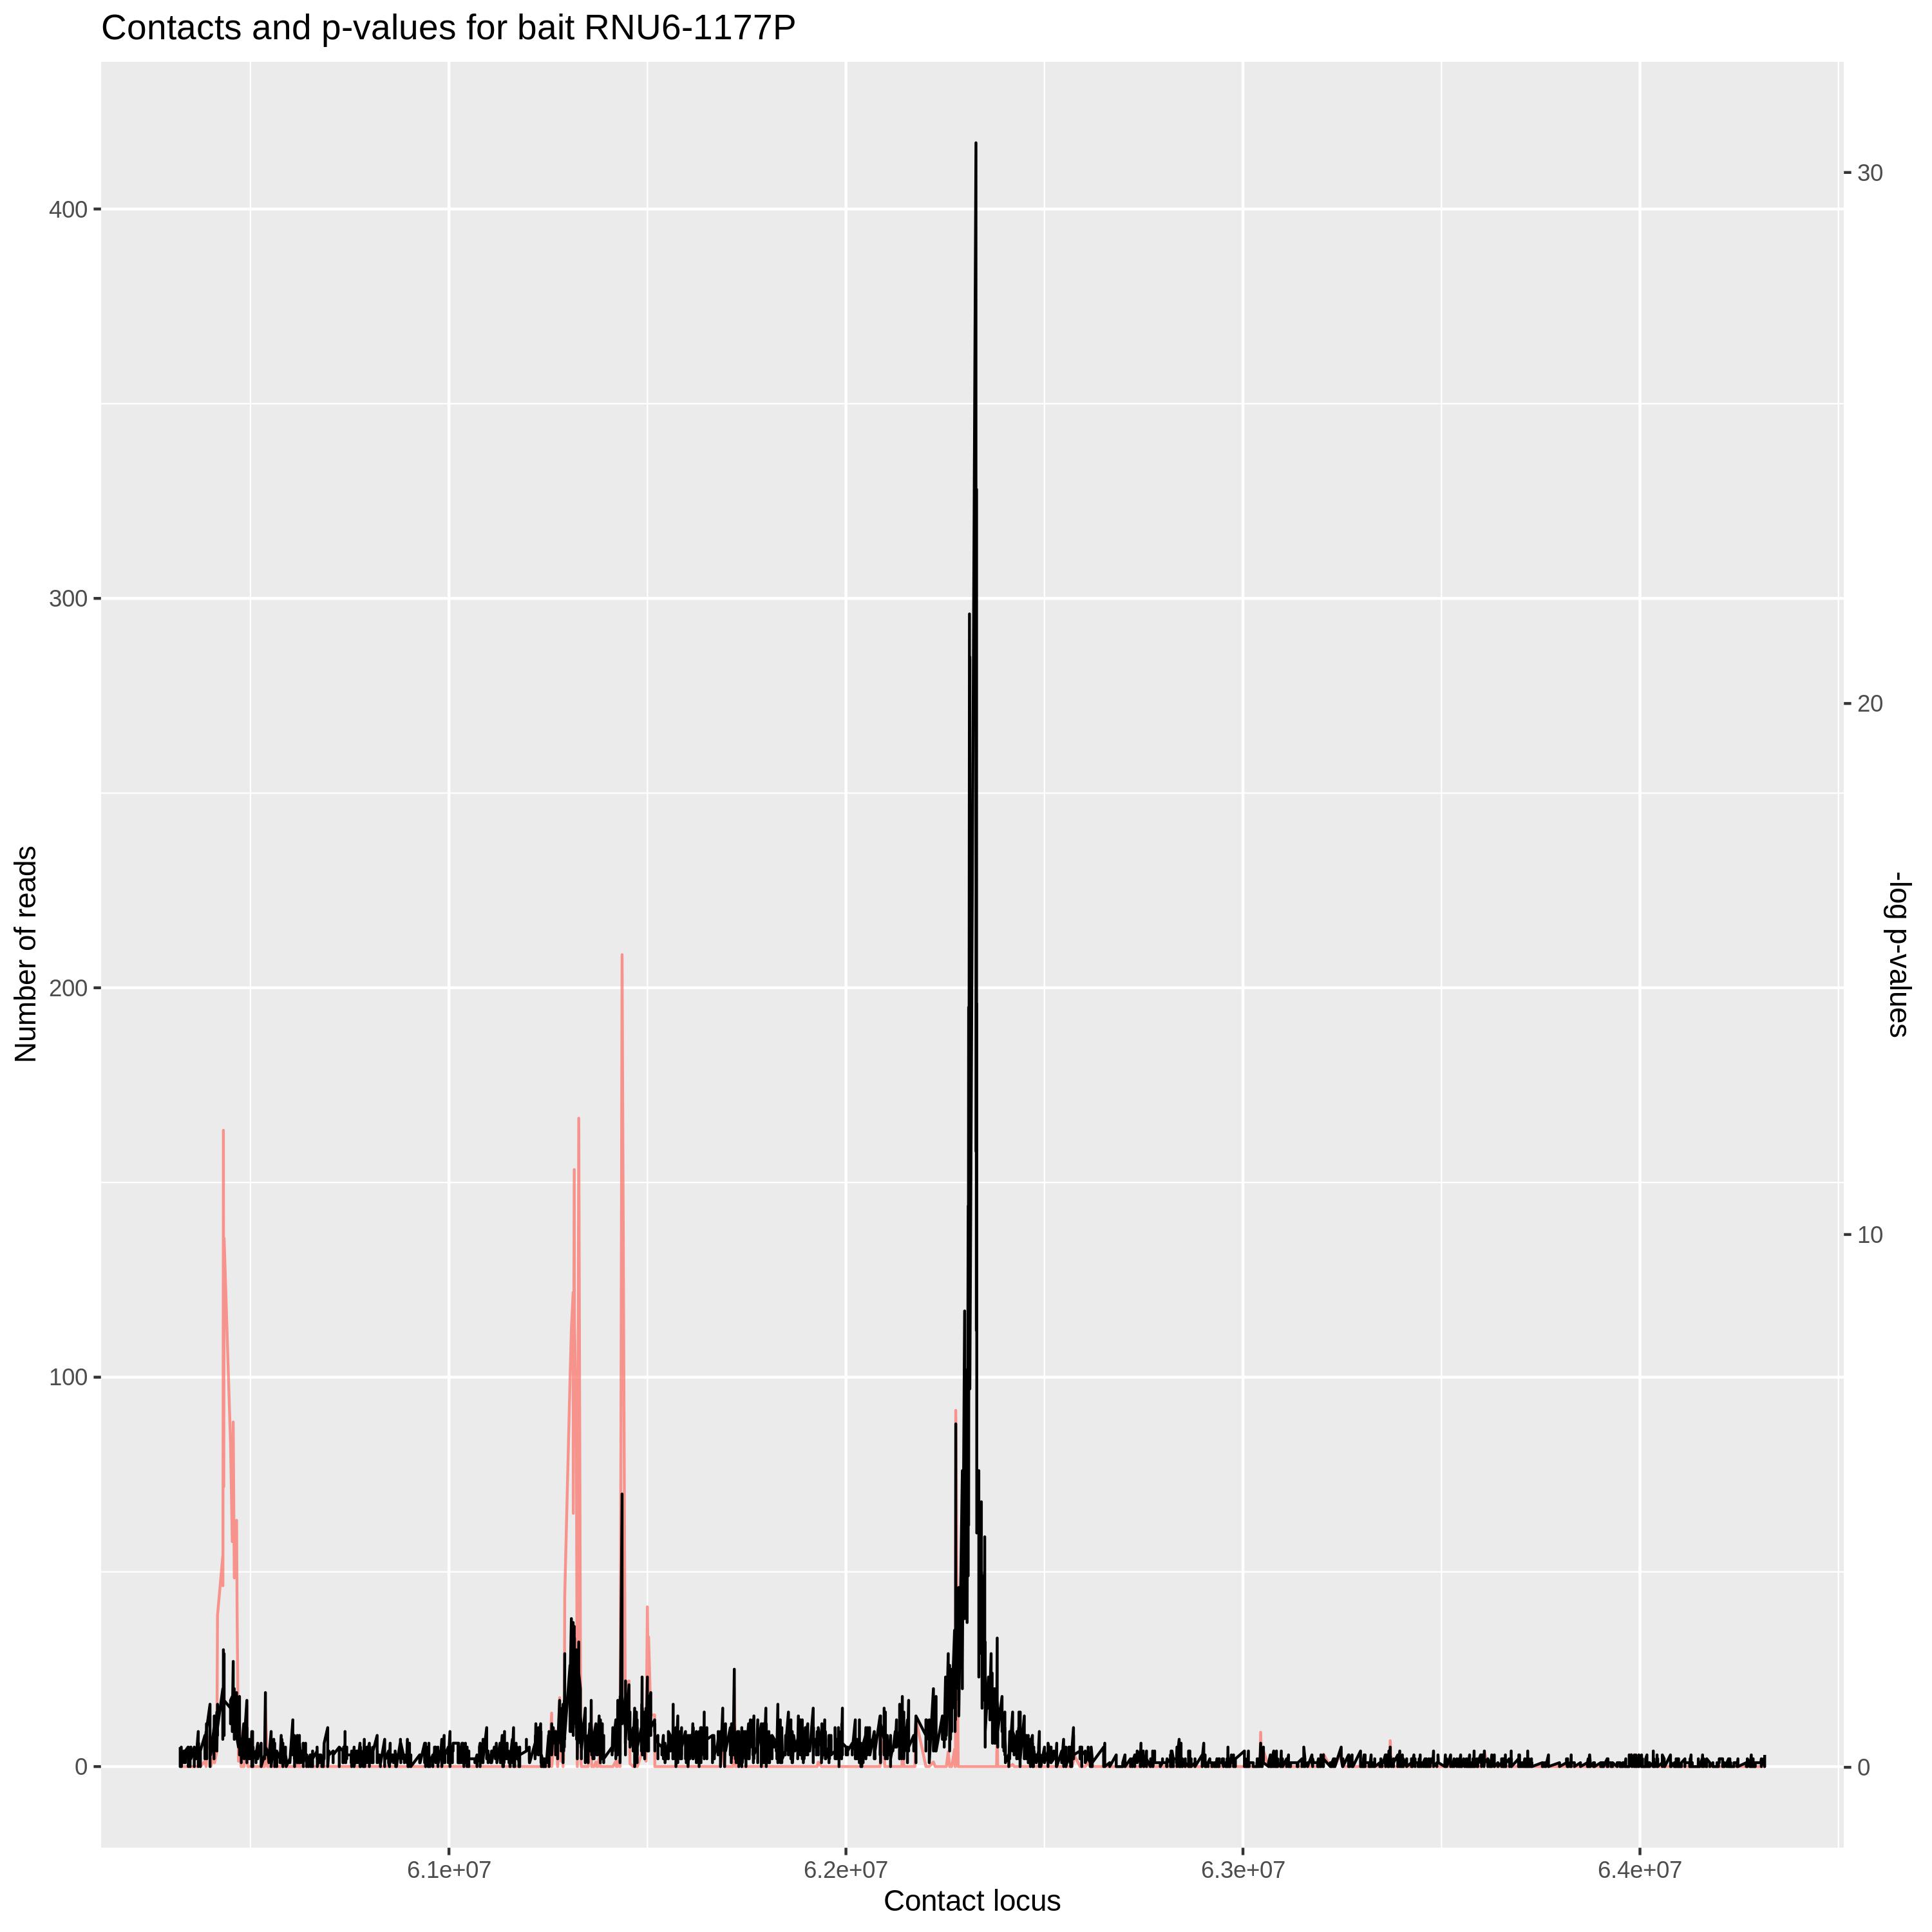 Contacts and p-values for bait RNU6-1177P
400
300
200
100
0
Number of reads
30
20
10
0
-log p-values
6.1e+07 6.2e+07 6.3e+07 6.4e+07
Contact locus